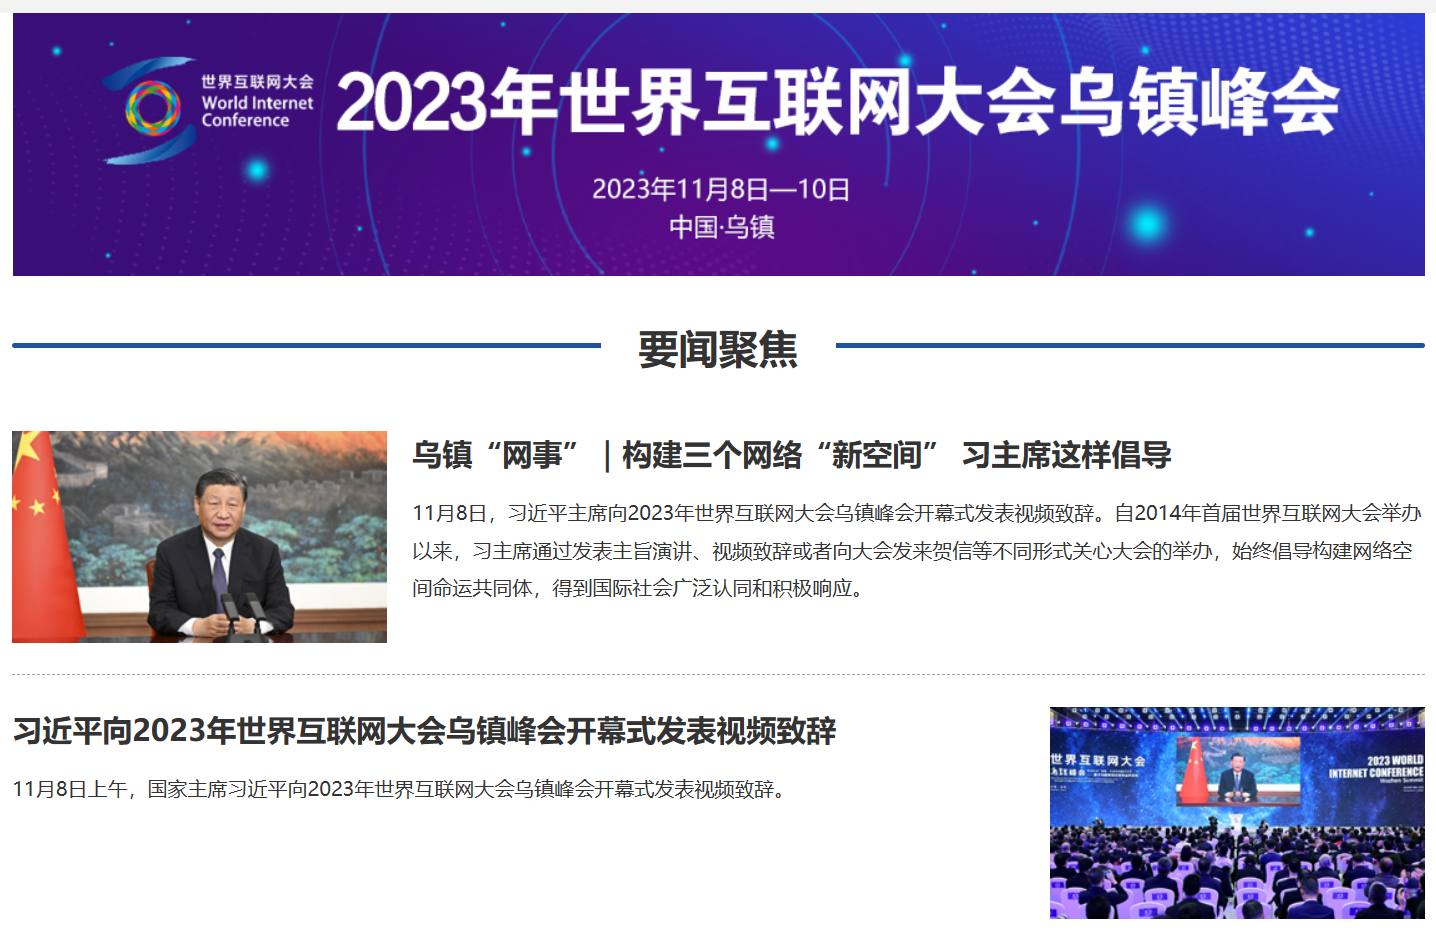 世界互联网大会
World Internet
Conference
2023年世界互联网大会乌镇峰会
2023年11月8日—10日
中国·乌镇
要闻聚焦
乌镇“网事”｜构建三个网络“新空间” 习主席这样倡导
11月8日，习近平主席向2023年世界互联网大会乌镇峰会开幕式发表视频致辞。自2014年首届世界互联网大会举办
以来，习主席通过发表主旨演讲、视频致辞或者向大会发来贺信等不同形式关心大会的举办，始终倡导构建网络空
间命运共同体，得到国际社会广泛认同和积极响应。
习近平向2023年世界互联网大会乌镇峰会开幕式发表视频致辞
11月8日上午，国家主席习近平向2023年世界互联网大会乌镇峰会开幕式发表视频致辞。
世界互联网大会
2023 WORLD
INTERNET CONFERENCE
Wuzhen Summit